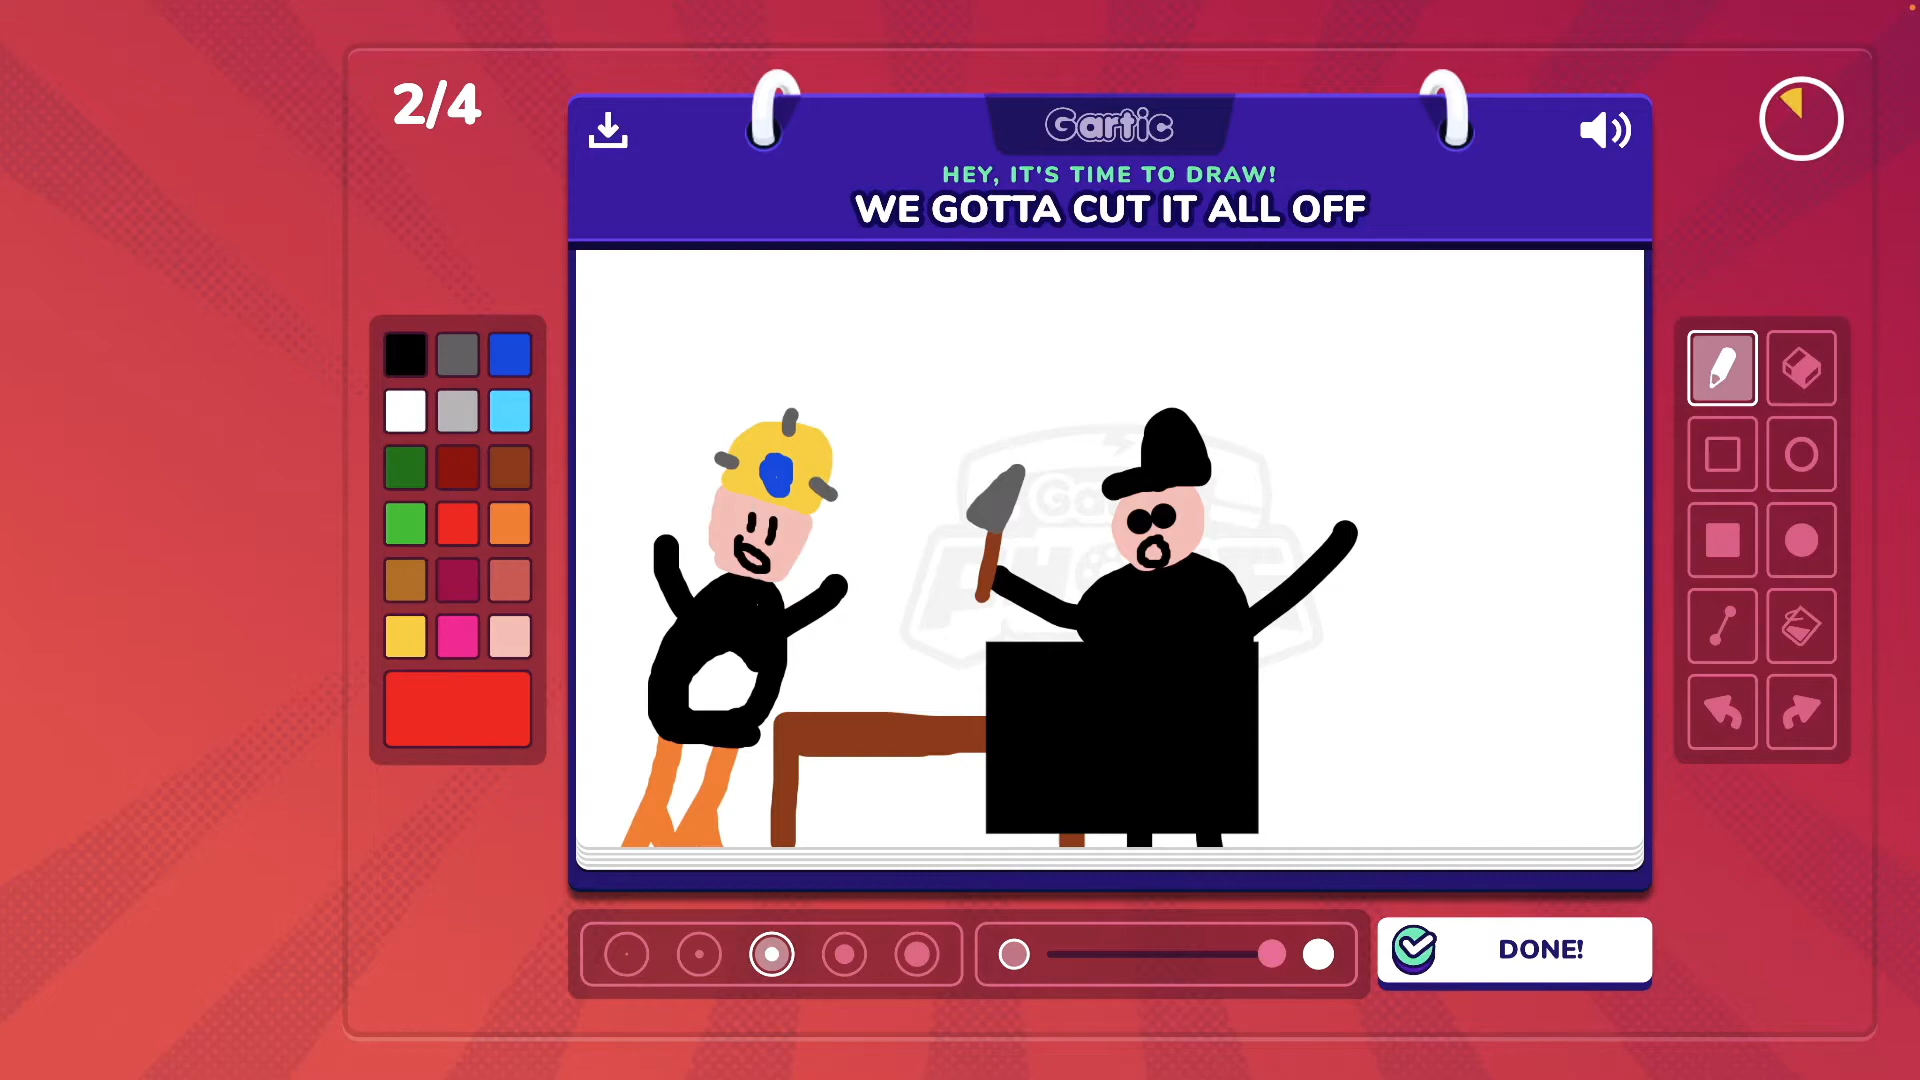 2/4
Gartic
HEY, IT'S TIME TO DRAW!
WE GOTTA CUT IT ALL OFF
DONE!